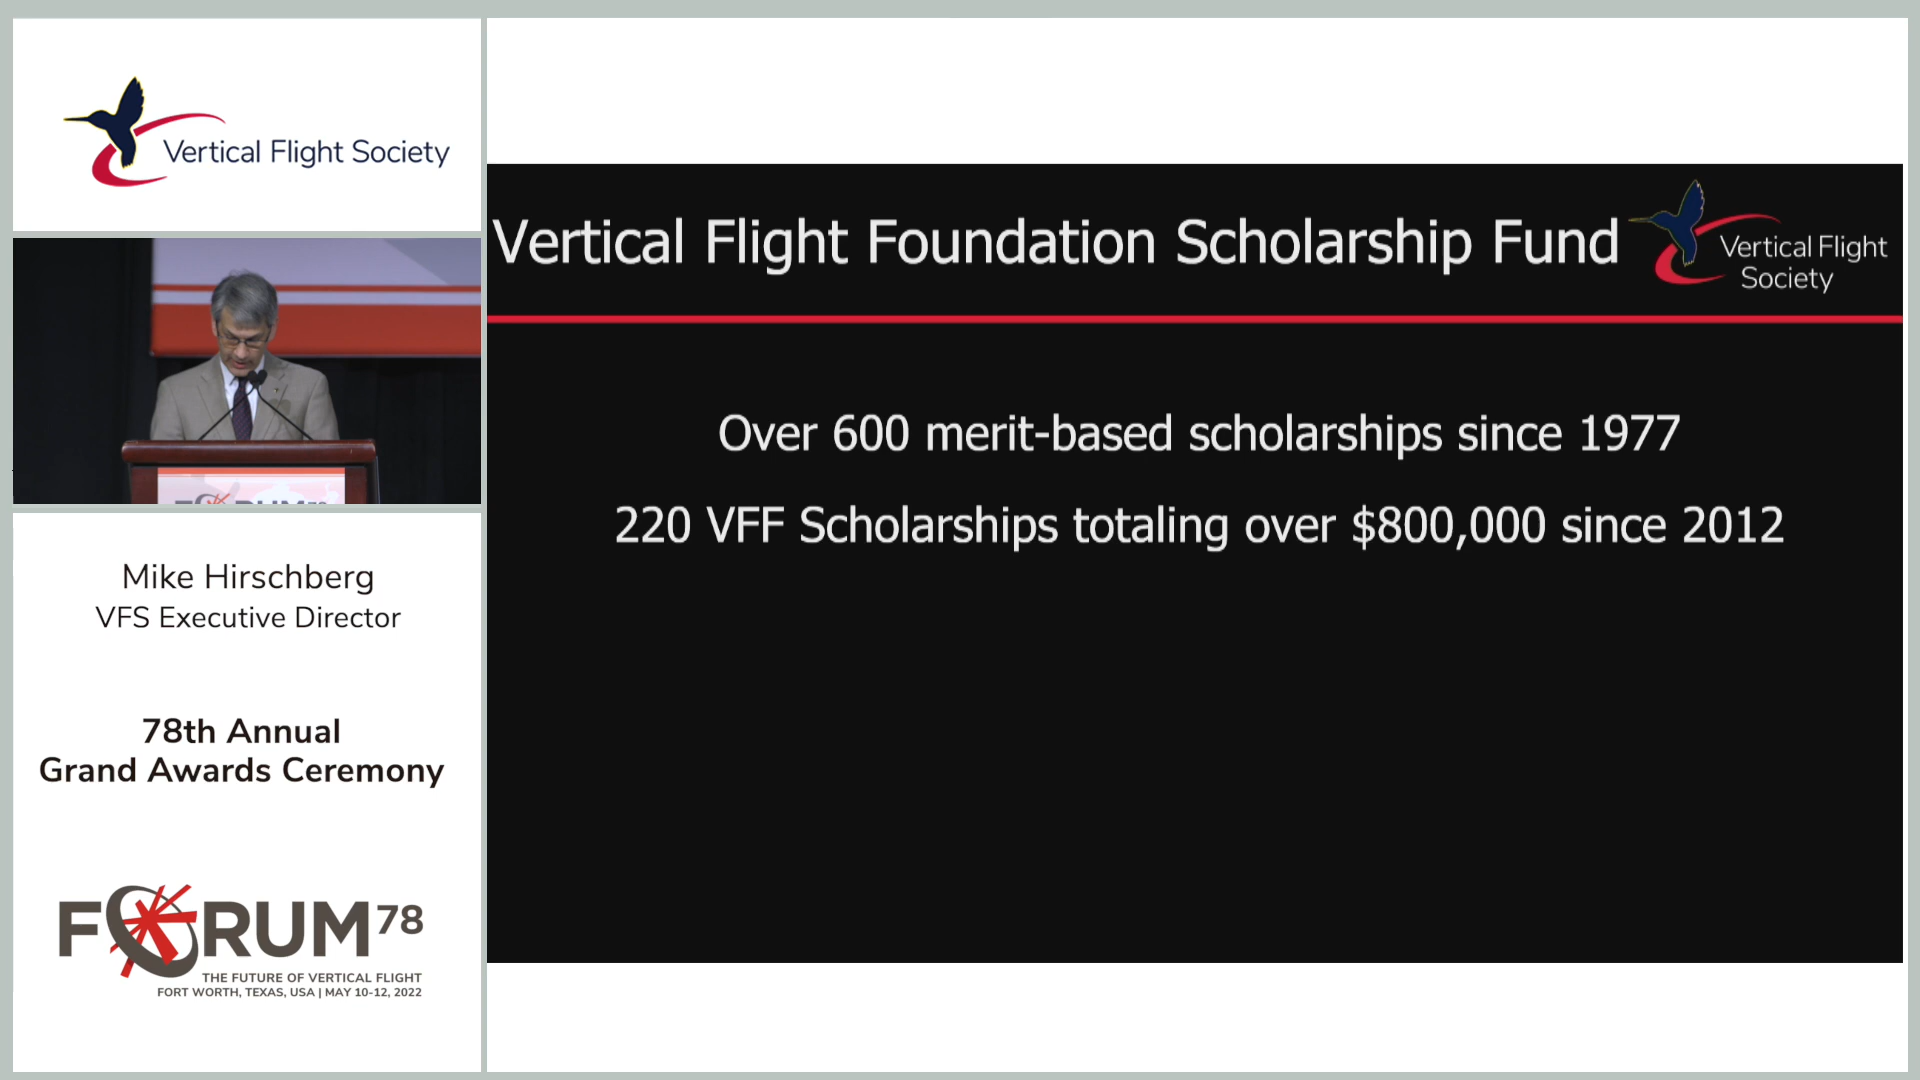 Vertical Flight Society
Mike Hirschberg
VFS Executive Director
78th Annual
Grand Awards Ceremony
FORUM 78
THE FUTURE OF VERTICAL FLIGHT
FORT WORTH, TEXAS, USA | MAY 10-12, 2022
Vertical Flight Foundation Scholarship Fund
Vertical Flight
Society
Over 600 merit-based scholarships since 1977
220 VFF Scholarships totaling over $800,000 since 2012